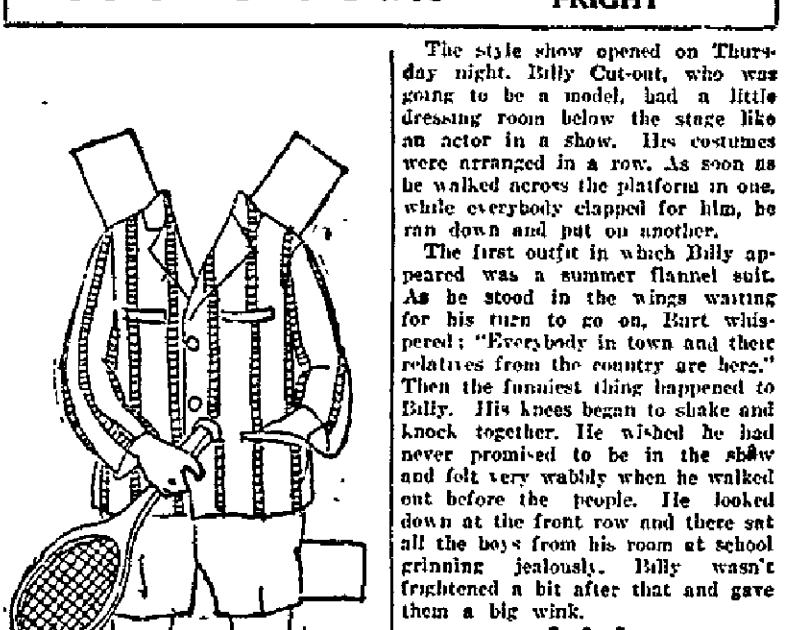 FRIGHT
The style show opened on Thurs-
day night. Billy Cut-out, who was
going to be a model, had a little
dressing room below the stage like
an actor in a show. His costumes
were arranged in a row. As soon as
he walked across the platform in one,
while everybody clapped for him, he
ran down and put on another.
The first outfit in which Billy ap-
peared was a summer flannel suit.
As he stood in the wings waiting
for his turn to go on, Burt whis-
pered: "Everybody in town and their
relatives from the country are here."
Then the funniest thing happened to
Billy. His knees began to shake and
knock together. He wished he had
never promised to be in the show
and felt very wabbly when he walked
out before the people. He looked
down at the front row and there sat
all the boys from his room at school
grinning jealously. Billy wasn't
frightened a bit after that and gave
them a big wink.